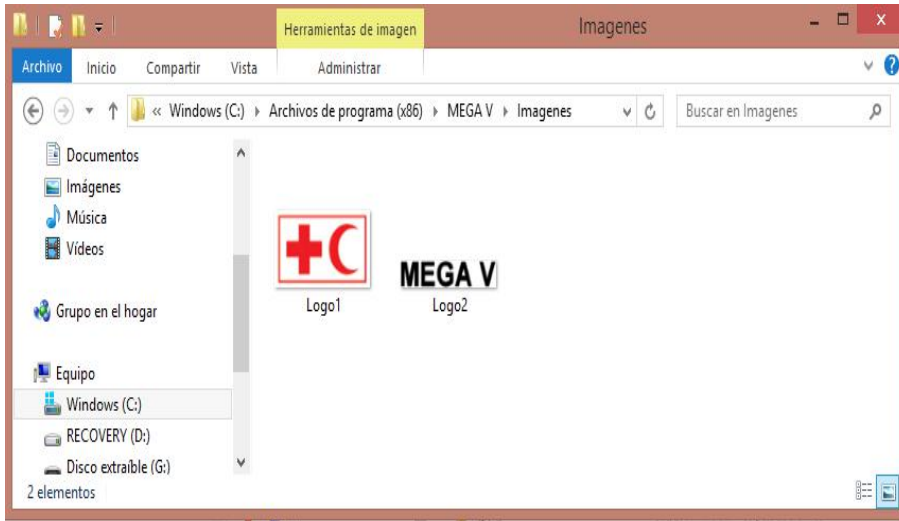 Herramientas de imagen
Imagenes
Archivo Inicio Compartir Vista Administrar
« Windows (C:) Archivos de programa (x86) MEGA V Imagenes
Buscar en Imagenes
Documentos
Imágenes
Música
Vídeos
Grupo en el hogar
Equipo
Windows (C:)
RECOVERY (D:)
Disco extraíble (G:)
MEGA V
Logo1 Logo2
2 elementos